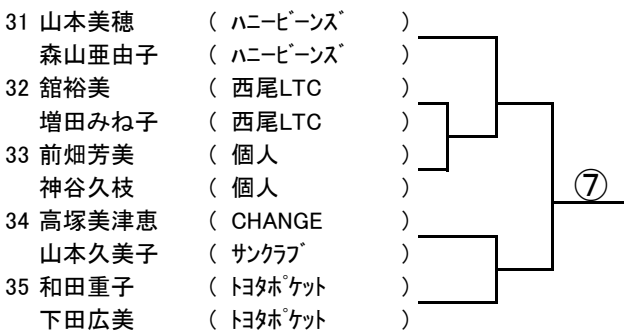 31 山本美穂 ( ﾊﾆｰﾋﾞｰﾝｽﾞ )
森山亜由子 ( ﾊﾆｰﾋﾞｰﾝｽﾞ )
32 舘裕美 ( 西尾LTC )
増田みね子 ( 西尾LTC )
33 前畑芳美 ( 個人 )
神谷久枝 ( 個人 )
⑦
34 高塚美津恵 ( CHANGE )
山本久美子 ( ｻﾝｸﾗﾌﾞ )
35 和田重子 ( ﾄﾖﾀﾎﾟｹｯﾄ )
下田広美 ( ﾄﾖﾀﾎﾟｹｯﾄ )